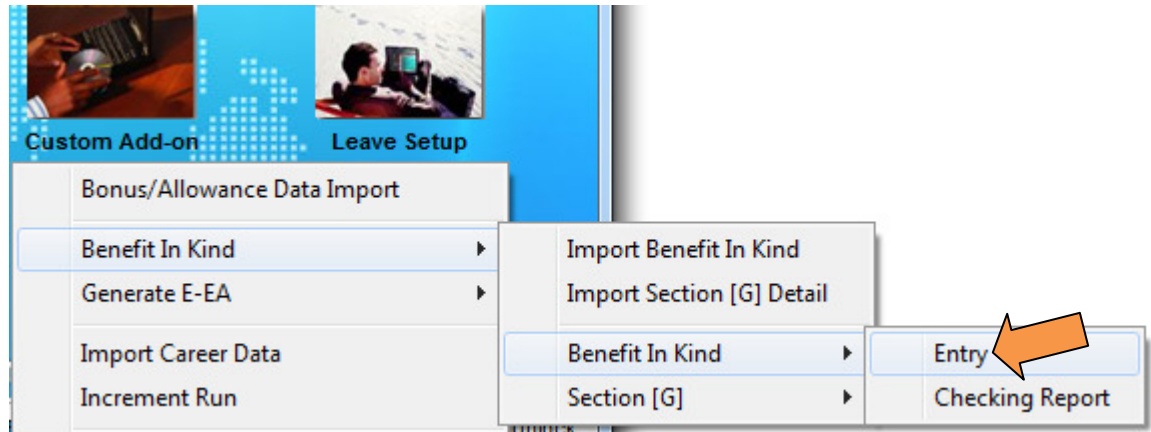 Custom Add-on
Leave Setup
Bonus/Allowance Data Import
Benefit In Kind
Generate E-EA
Import Career Data
Increment Run
Import Benefit In Kind
Import Section [G] Detail
Benefit In Kind
Section [G]
Entry
Checking Report